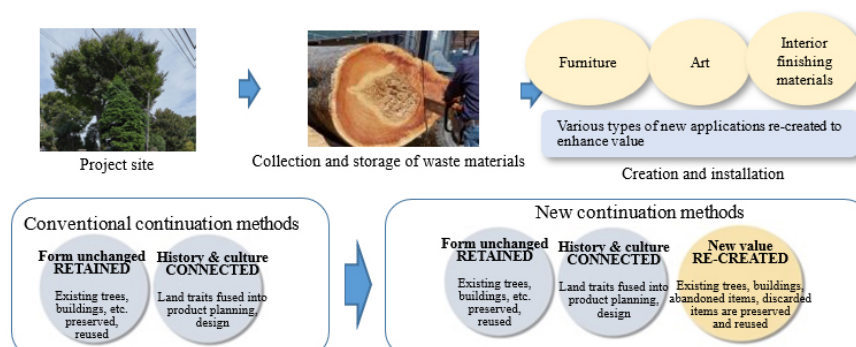 Furniture
Art
Interior
finishing
materials
Various types of new applications re-created to
enhance value
Project site
Collection and storage of waste materials
Creation and installation
Conventional continuation methods
Form unchanged
RETAINED
Existing trees,
buildings, etc.
preserved,
reused
History & culture
CONNECTED
Land traits fused into
product planning,
design
New continuation methods
Form unchanged
RETAINED
Existing trees,
buildings, etc.
preserved,
reused
History & culture
CONNECTED
Land traits fused into
product planning,
design
New value
RE-CREATED
Existing trees, buildings,
abandoned items, discarded
items are preserved
and reused